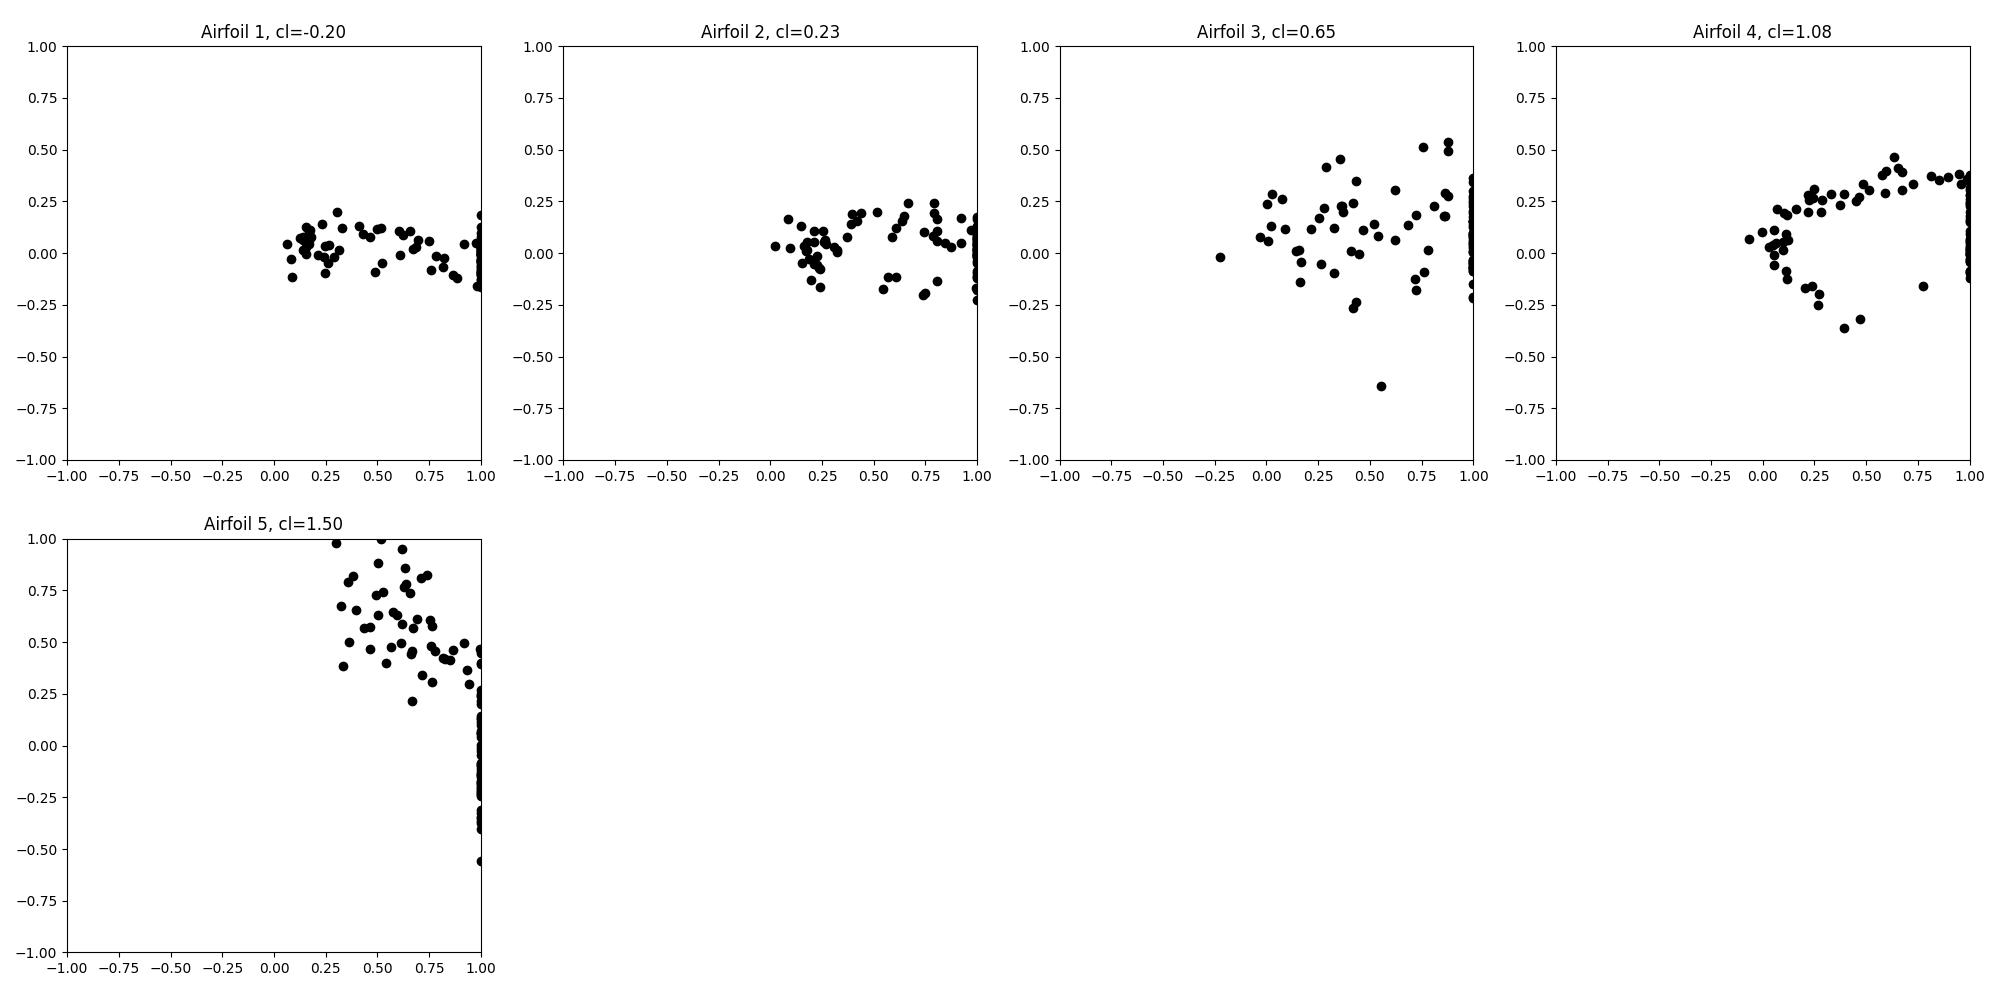 Airfoil 1, cl=-0.20
Airfoil 2, cl=0.23
Airfoil 3, cl=0.65
Airfoil 4, cl=1.08
1.00 1.00 1.00 1.00
0.75 0.75 0.75 0.75
0.50 0.50 0.50 0.50
0.25 0.25 0.25 0.25
0.00 0.00 0.00 0.00
−0.25 −0.25 −0.25 −0.25
−0.50 −0.50 −0.50 −0.50
−0.75 −0.75 −0.75 −0.75
−1.00 −1.00 −1.00 −1.00
−1.00 −0.75 −0.50 −0.25 0.00 0.25 0.50 0.75 1.00
−1.00 −0.75 −0.50 −0.25 0.00 0.25 0.50 0.75 1.00
−1.00 −0.75 −0.50 −0.25 0.00 0.25 0.50 0.75 1.00
−1.00 −0.75 −0.50 −0.25 0.00 0.25 0.50 0.75 1.00
Airfoil 5, cl=1.50
1.00
0.75
0.50
0.25
0.00
−0.25
−0.50
−0.75
−1.00
−1.00 −0.75 −0.50 −0.25 0.00 0.25 0.50 0.75 1.00